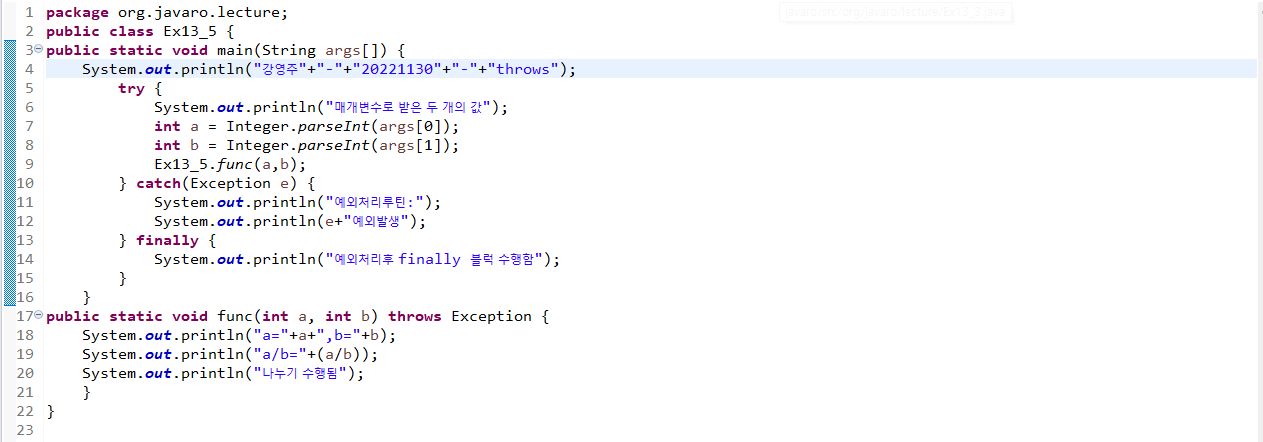 javaro/src/org/javaro/lecture/Ex13_3.java
1 package org.javaro.lecture;
2 public class Ex13_5 {
3 public static void main(String args[]) {
4 System.out.println("강영주"+"-"+"20221130"+"-"+"throws");
5 try {
6 System.out.println("매개변수로 받은 두 개의 값");
7 int a = Integer.parseInt(args[0]);
8 int b = Integer.parseInt(args[1]);
9 Ex13_5.func(a,b);
10 } catch(Exception e) {
11 System.out.println("예외처리루틴:");
12 System.out.println(e+"예외발생");
13 } finally {
14 System.out.println("예외처리후 finally 블럭 수행함");
15 }
16 }
17 public static void func(int a, int b) throws Exception {
18 System.out.println("a="+a+",b="+b);
19 System.out.println("a/b="+(a/b));
20 System.out.println("나누기 수행됨");
21 }
22 }
23